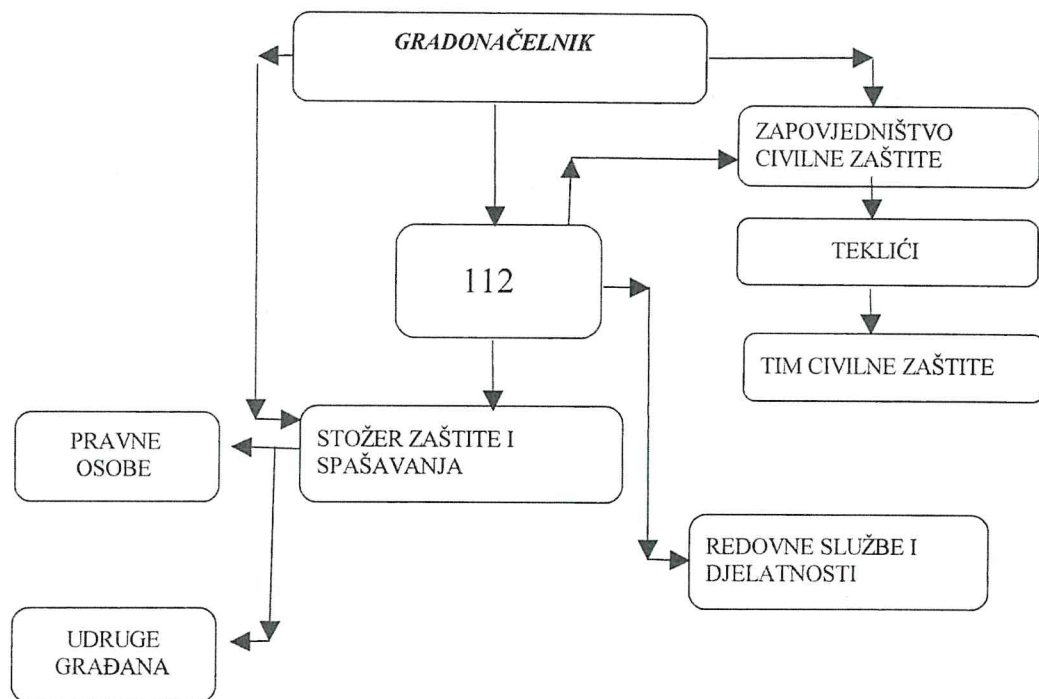 GRADONAČELNIK
ZAPOVJEDNIŠTVO
CIVILNE ZAŠTITE
112
TEKLIĆI
TIM CIVILNE ZAŠTITE
STOŽER ZAŠTITE I
SPAŠAVANJA
PRAVNE
OSOBE
REDOVNE SLUŽBE I
DJELATNOSTI
UDRUGE
GRAĐANA